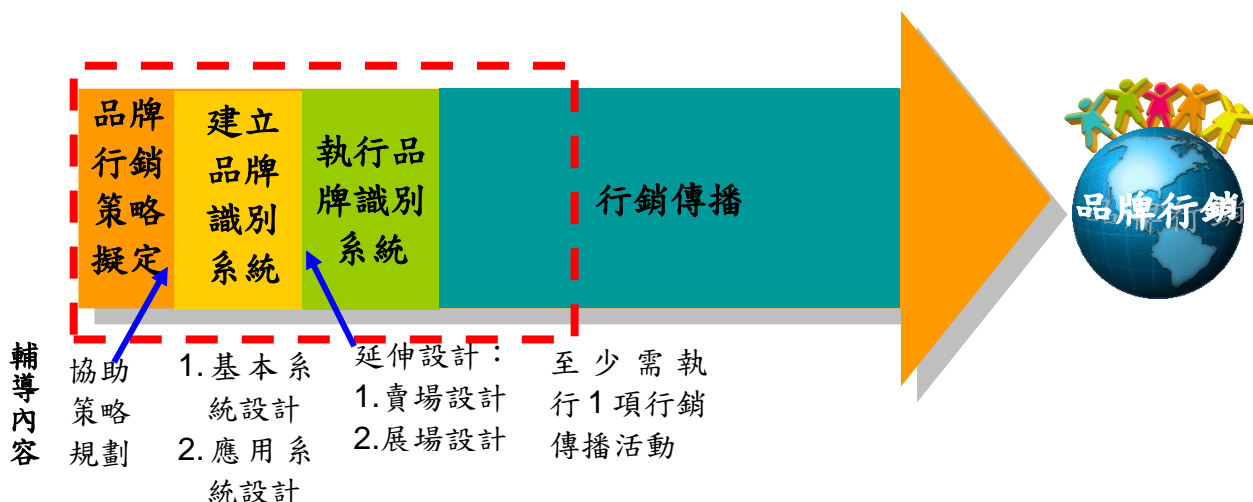 品牌
行銷
策略
擬定
建立
品牌
識別
系統
執行品
牌識別
系統
行銷傳播
品牌行銷
輔導內容
協助
策略
規劃
1.基本系
統設計
2.應用系
統設計
延伸設計：
1.賣場設計
2.展場設計
至少需執
行1項行銷
傳播活動